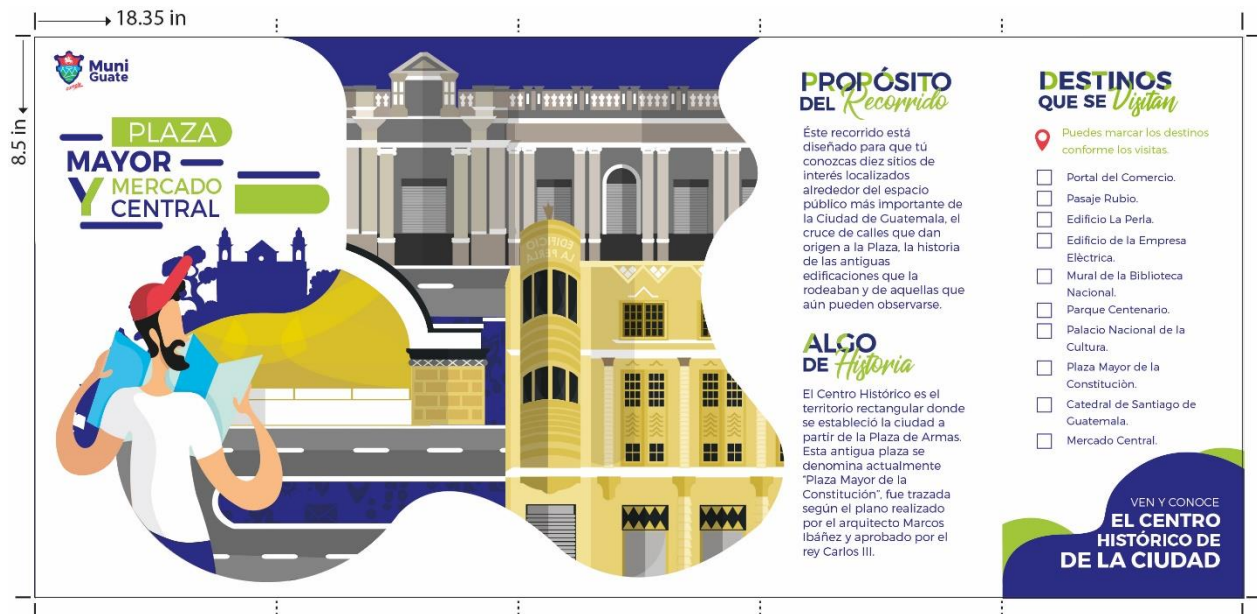 18.35 in
8.5 in
Muni
Guate
PLAZA
MAYOR
Y MERCADO
CENTRAL
EDIFICIO
LA PERLA
PROPÓSITO
DEL Recorrido
Éste recorrido está
diseñado para que tú
conozcas diez sitios de
interés localizados
alrededor del espacio
público más importante de
la Ciudad de Guatemala, el
cruce de calles que dan
origen a la Plaza, la historia
de las antiguas
edificaciones que la
rodeaban y de aquellas que
aún pueden observarse.
ALGO
DE Historia
El Centro Histórico es el
territorio rectangular donde
se estableció la ciudad a
partir de la Plaza de Armas.
Esta antigua plaza se
denomina actualmente
"Plaza Mayor de la
Constitución", fue trazada
según el plano realizado
por el arquitecto Marcos
Ibáñez y aprobado por el
rey Carlos III.
DESTINOS
QUE SE Visitan
Puedes marcar los destinos
conforme los visitas.
Portal del Comercio.
Pasaje Rubio.
Edificio La Perla.
Edificio de la Empresa
Elèctrica.
Mural de la Biblioteca
Nacional.
Parque Centenario.
Palacio Nacional de la
Cultura.
Plaza Mayor de la
Constituciòn.
Catedral de Santiago de
Guatemala.
Mercado Central.
VEN Y CONOCE
EL CENTRO
HISTÓRICO DE
DE LA CIUDAD